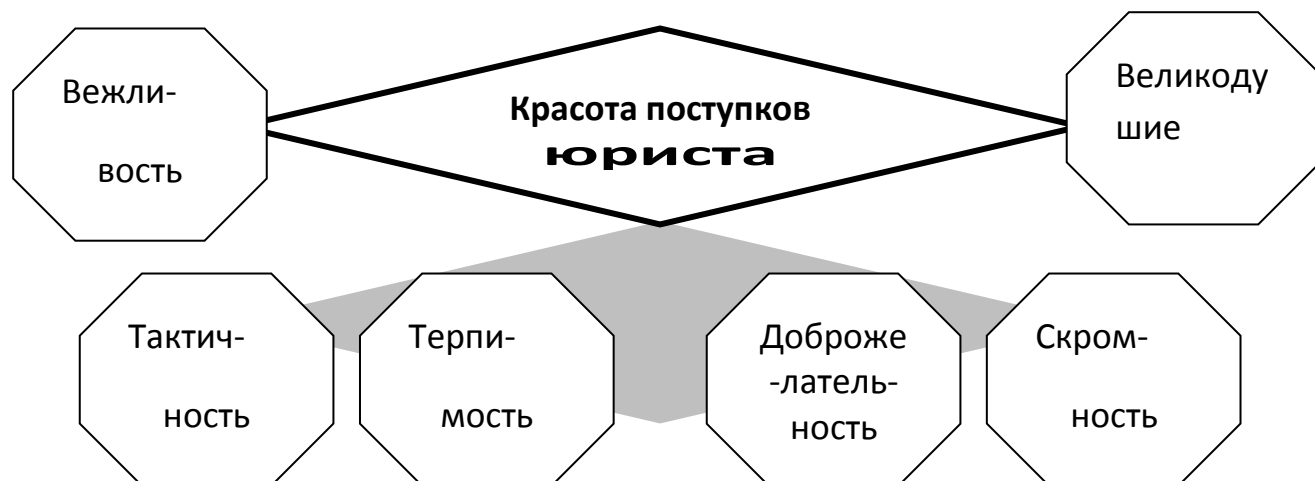 Вежли-
вость
Красота поступков
юриста
Великоду
шие
Тактич-
ность
Терпи-
мость
Доброже
-латель-
ность
Скром-
ность